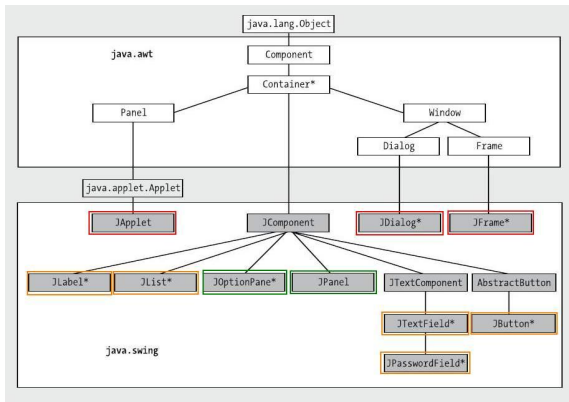 java.lang.Object
java.awt
Component
Container*
Panel
Window
Dialog
Frame
java.applet.Applet
JApplet
JComponent
JDialog*
JFrame*
JLabel*
JList*
JOptionPane*
JPanel
JTextComponent
AbstractButton
JTextField*
JButton*
java.swing
JPasswordField*